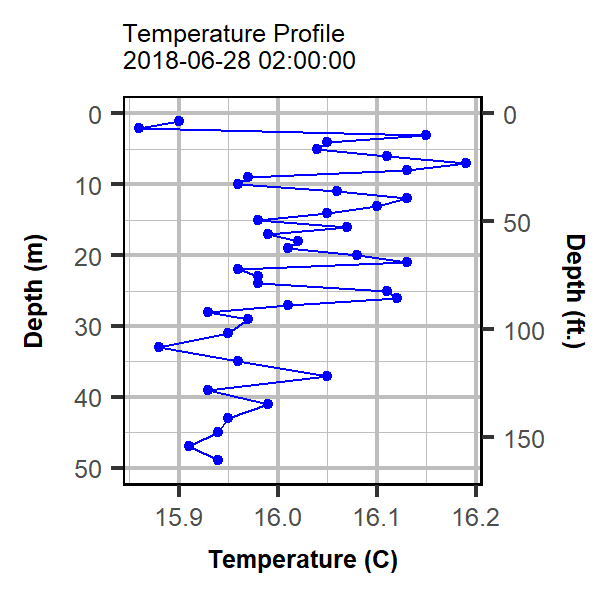 Temperature Profile
2018-06-28 02:00:00
0
10
20
30
40
50
Depth (m)
0
50
100
150
Depth (ft.)
15.9 16.0 16.1 16.2
Temperature (C)